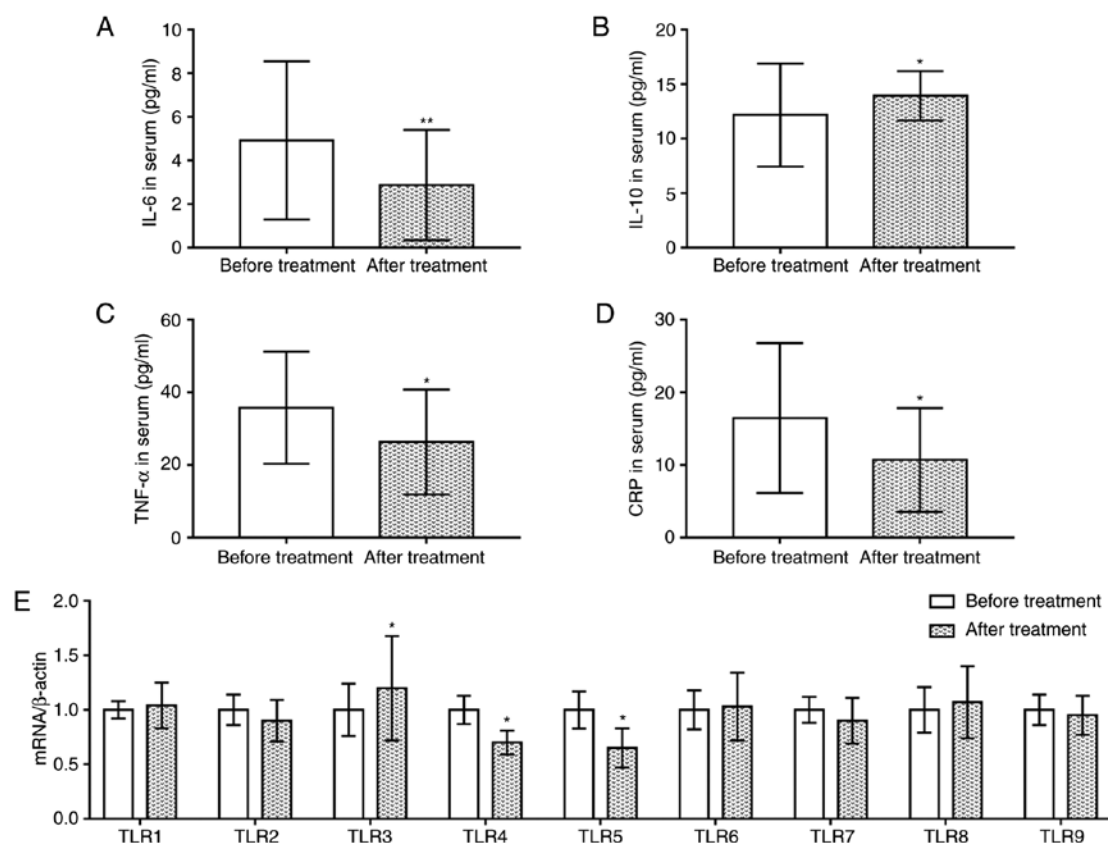 A
IL-6 in serum (pg/ml)
10
8
6
4
2
0
**
Before treatment
After treatment
B
IL-10 in serum (pg/ml)
20
15
10
5
0
*
Before treatment
After treatment
C
TNF-α in serum (pg/ml)
60
40
20
0
*
Before treatment
After treatment
D
CRP in serum (pg/ml)
30
20
10
0
*
Before treatment
After treatment
E
mRNA/β-actin
2.0
1.5
1.0
0.5
0.0
Before treatment
After treatment
*
*
*
TLR1
TLR2
TLR3
TLR4
TLR5
TLR6
TLR7
TLR8
TLR9